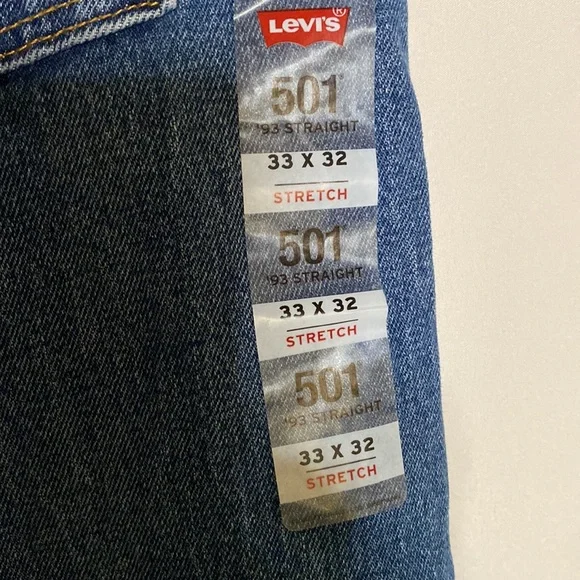 LEVI'S®
501®
'93 STRAIGHT
33 X 32
STRETCH
501
'93 STRAIGHT
33 X 32
STRETCH
501
'93 STRAIGHT
33 X 32
STRETCH